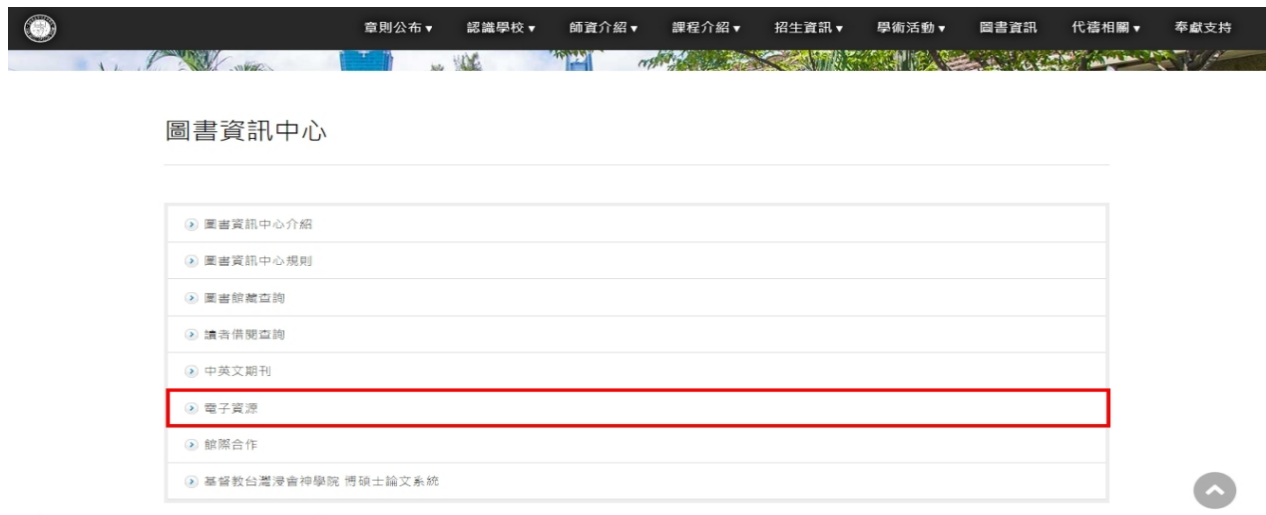 章則公布▼ 認識學校▼ 師資介紹▼ 課程介紹▼ 招生資訊▼ 學術活動▼ 圖書資訊 代禱相關▼ 奉獻支持
圖書資訊中心
圖書資訊中心介紹
圖書資訊中心規則
圖書館藏查詢
讀者借閱查詢
中英文期刊
電子資源
館際合作
基督教台灣浸會神學院 博碩士論文系統